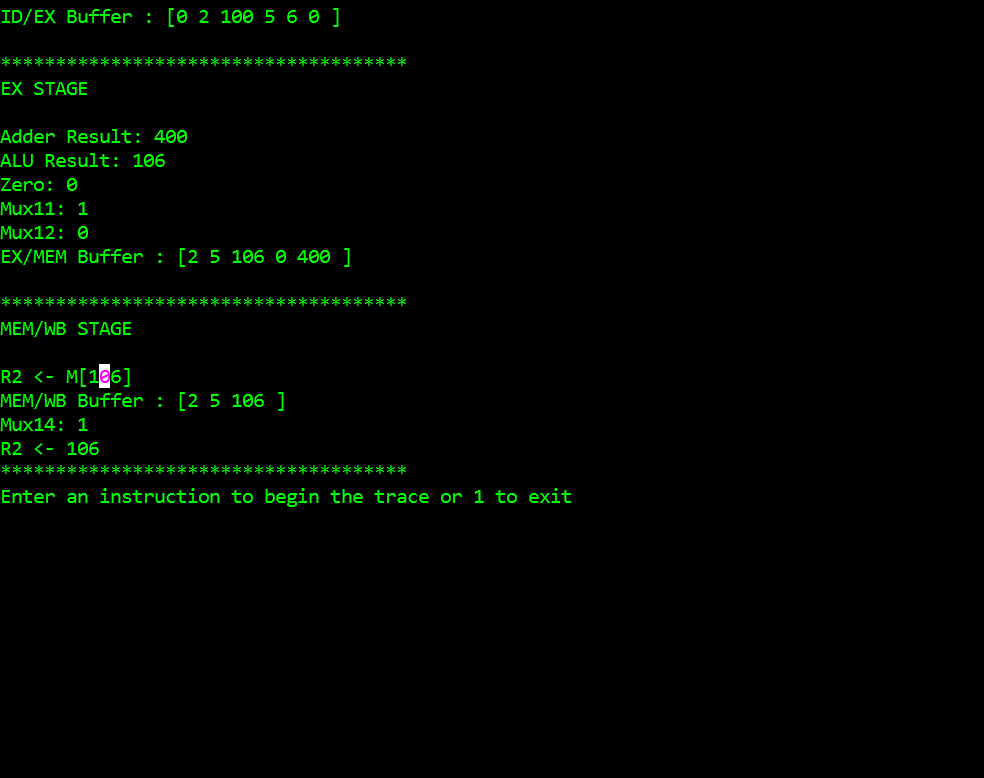 ID/EX Buffer : [0 2 100 5 6 0 ]
*************************************
EX STAGE
Adder Result: 400
ALU Result: 106
Zero: 0
Mux11: 1
Mux12: 0
EX/MEM Buffer : [2 5 106 0 400 ]
*************************************
MEM/WB STAGE
R2 <- M[106]
MEM/WB Buffer : [2 5 106 ]
Mux14: 1
R2 <- 106
*************************************
Enter an instruction to begin the trace or 1 to exit